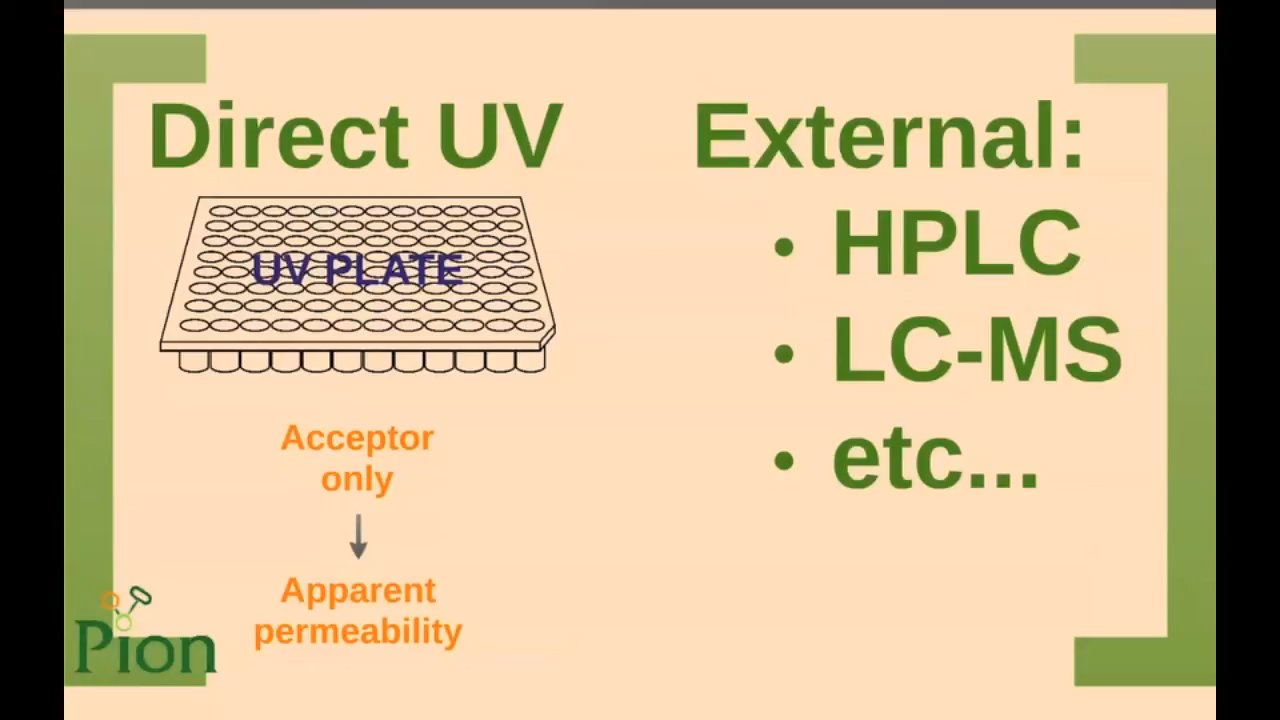 Direct UV
UV PLATE
Acceptor
only
Apparent
permeability
External:
• HPLC
• LC-MS
• etc...
Pion